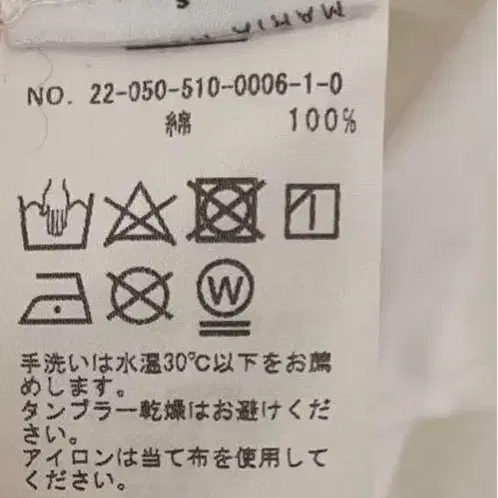 S
NO. 22-050-510-0006-1-0
綿 100%
W
手洗いは水温30℃以下をお薦
めします。
タンブラー乾燥はお避けくだ
さい。
アイロンは当て布を使用して
ください。